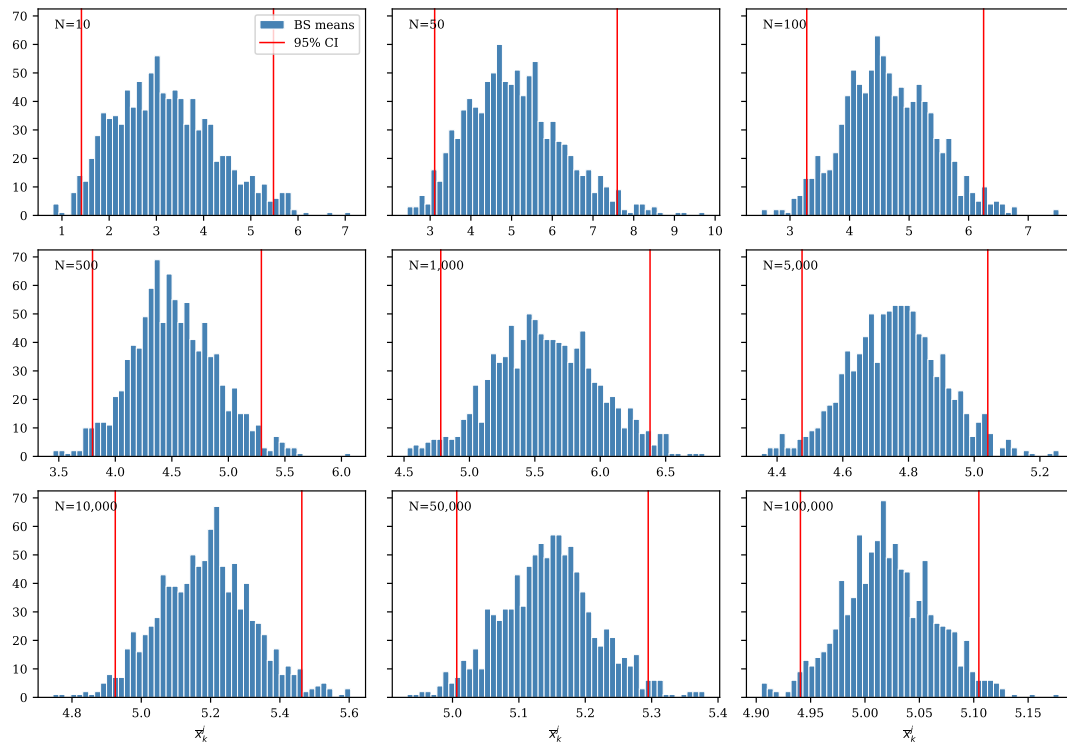 N=10
BS means
95% CI
N=50
N=100
0
10
20
30
40
50
60
70
1 2 3 4 5 6 7
3 4 5 6 7 8 9 10
3 4 5 6 7
N=500
N=1,000
N=5,000
0
10
20
30
40
50
60
70
3.5 4.0 4.5 5.0 5.5 6.0
4.5 5.0 5.5 6.0 6.5
4.4 4.6 4.8 5.0 5.2
N=10,000
N=50,000
N=100,000
0
10
20
30
40
50
60
70
4.8 5.0 5.2 5.4 5.6
5.0 5.1 5.2 5.3 5.4
4.90 4.95 5.00 5.05 5.10 5.15
x̅ᵢₖ
x̅ᵢₖ
x̅ᵢₖ